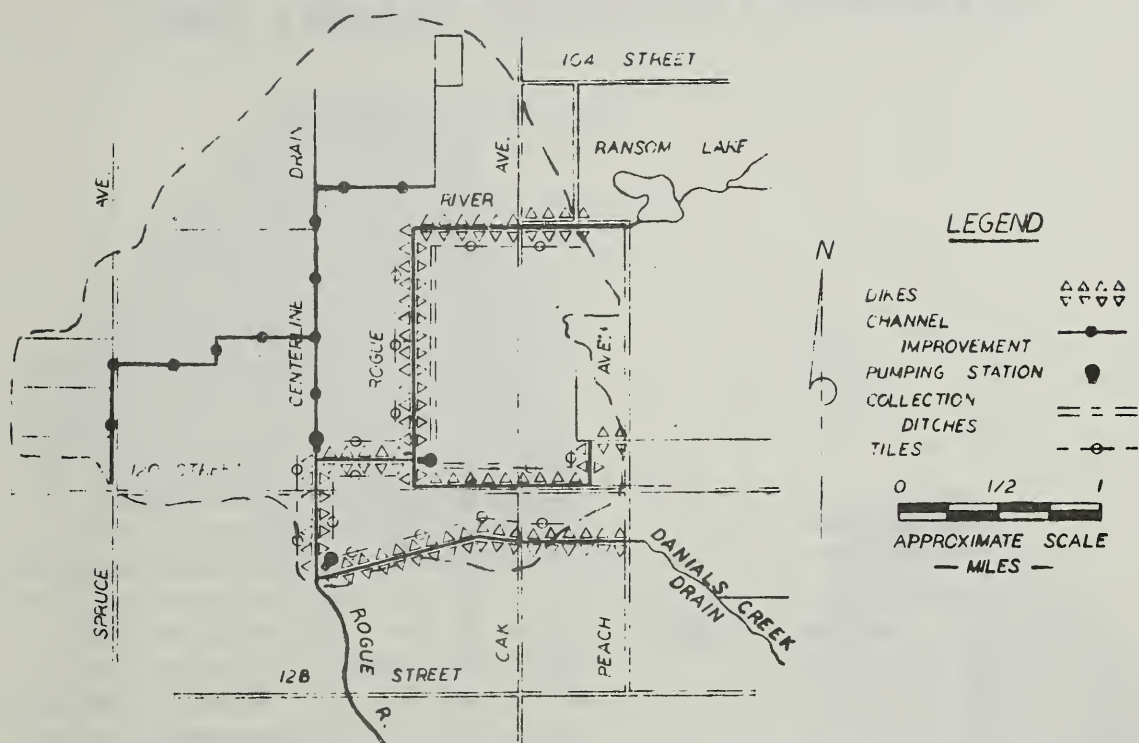 104 STREET
AVE.
DRAIN
AVE.
RANSOM LAKE
RIVER
LEGEND
N
DIKES
CHANNEL
IMPROVEMENT
PUMPING STATION
COLLECTION
DITCHES
TILES
CENTERLINE
ROGUE
AVE.
STREET
0 1/2 1
APPROXIMATE SCALE
— MILES —
SPRUCE
ROGUE
R.
OAK
PEACH
DANIALS CREEK
DRAIN
128 STREET